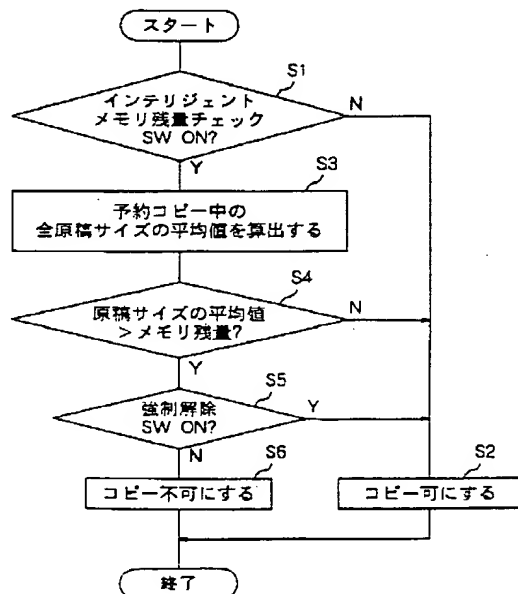 スタート
S1
インテリジェント
メモリ残量チェック
SW ON?
N
Y
S3
予約コピー中の
全原稿サイズの平均値を算出する
S4
原稿サイズの平均値
>メモリ残量?
N
Y
S5
強制解除
SW ON?
Y
N
S6
コピー不可にする
S2
コピー可にする
終了